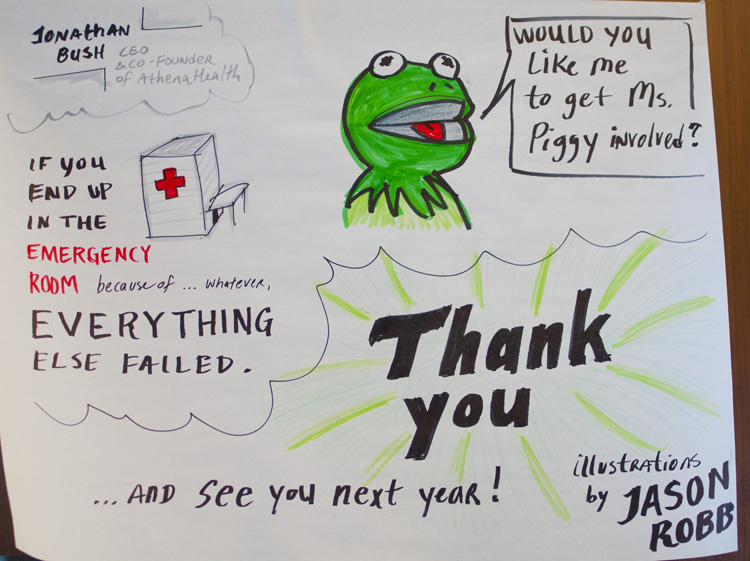 JONATHAN
BUSH
CEO
& CO-FOUNDER
of AthenaHealth
WOULD YOU
Like me
to get Ms.
Piggy involved?
IF YOU
END UP
IN THE
EMERGENCY
ROOM because of ... whatever,
EVERYTHING
ELSE FAILED.
Thank
you
...AND see you next year!
illustrations
by JASON
ROBB